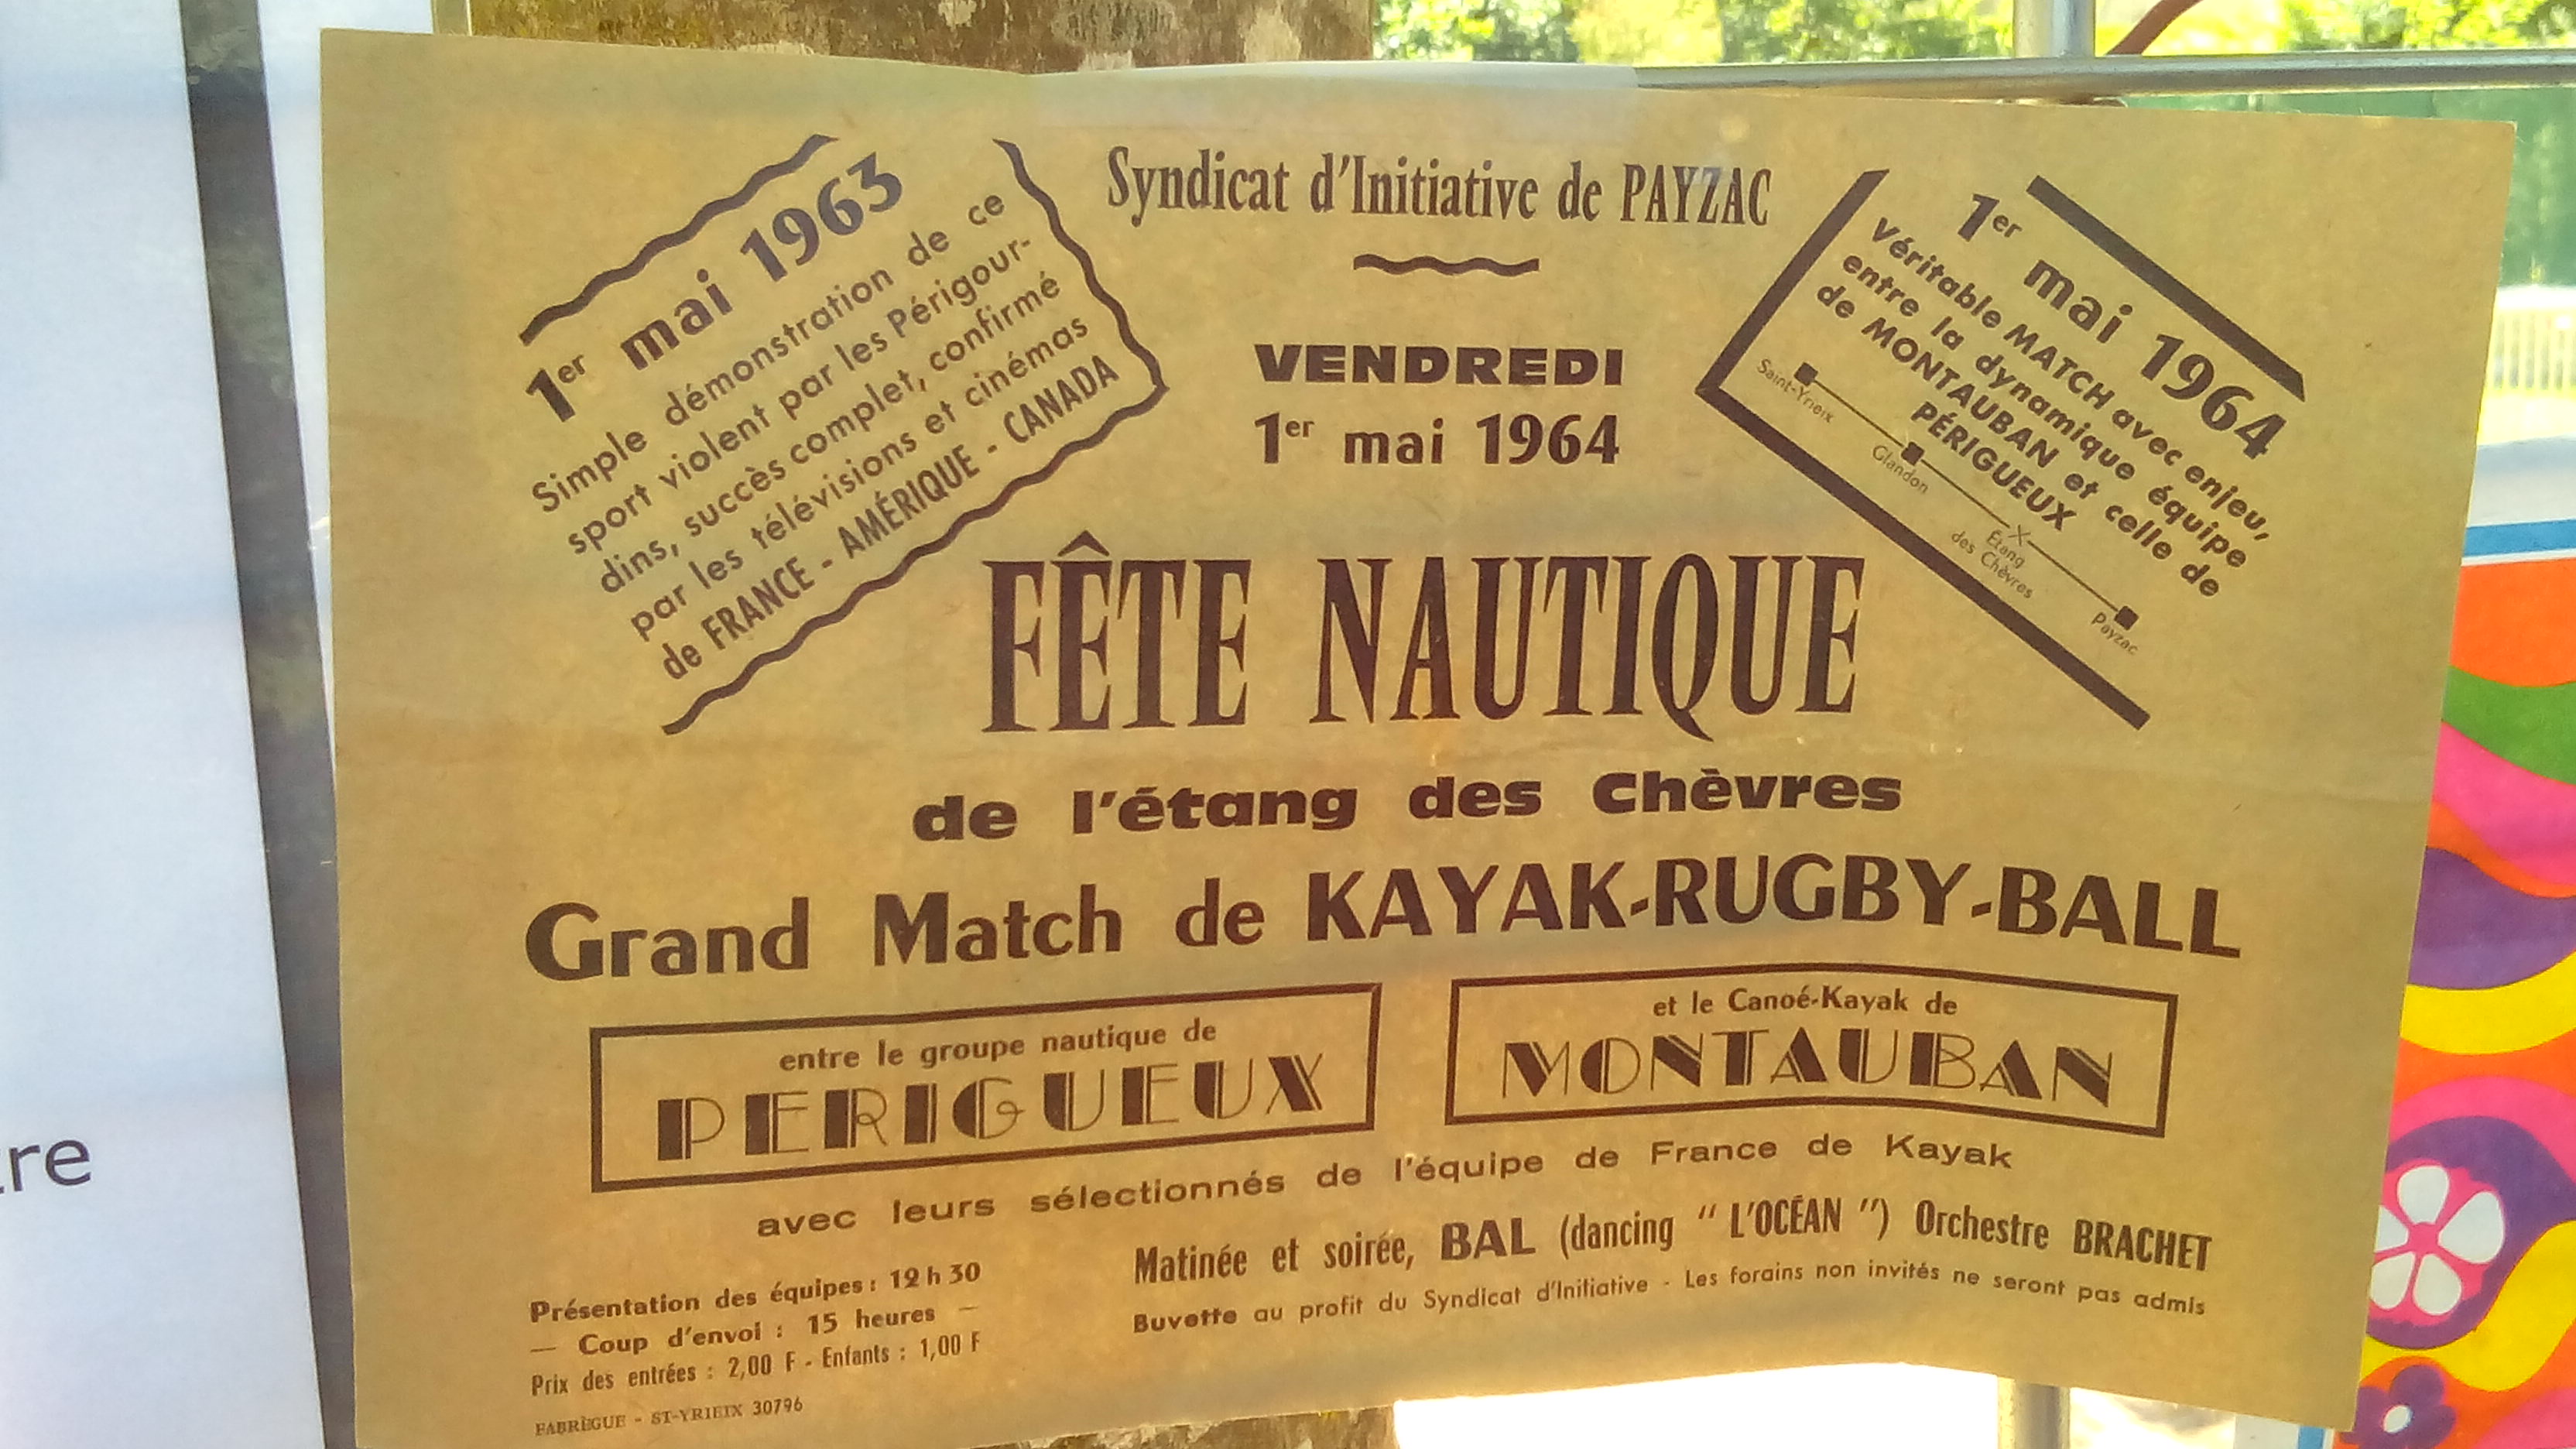 Syndicat d'Initiative de PAYZAC
1er mai 1963
Simple démonstration de ce
sport violent par les Périgour-
dins, succès complet, confirmé
par les télévisions et cinémas
de FRANCE - AMÉRIQUE - CANADA
VENDREDI
1er mai 1964
1er mai 1964
Véritable MATCH avec enjeu,
entre la dynamique équipe
de MONTAUBAN et celle de
PÉRIGUEUX
Saint-Yrieix
Glandon
Étang
des Chèvres
Payzac
FÊTE NAUTIQUE
de l'étang des Chèvres
Grand Match de KAYAK-RUGBY-BALL
entre le groupe nautique de
PERIGUEUX
et le Canoé-Kayak de
MONTAUBAN
avec leurs sélectionnés de l'équipe de France de Kayak
Présentation des équipes : 12 h 30
— Coup d'envoi : 15 heures —
Prix des entrées : 2,00 F - Enfants : 1,00 F
Matinée et soirée, BAL (dancing " L'OCÉAN ") Orchestre BRACHET
Buvette au profit du Syndicat d'Initiative - Les forains non invités ne seront pas admis
FABRÈGUE - ST-YRIEIX 30796